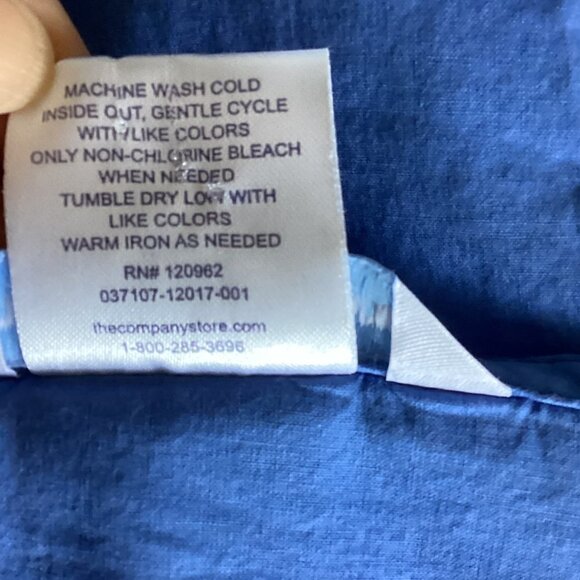 MACHINE WASH COLD
INSIDE OUT, GENTLE CYCLE
WITH LIKE COLORS
ONLY NON-CHLORINE BLEACH
WHEN NEEDED
TUMBLE DRY LOW WITH
LIKE COLORS
WARM IRON AS NEEDED
RN# 120962
037107-12017-001
thecompanystore.com
1-800-285-3696